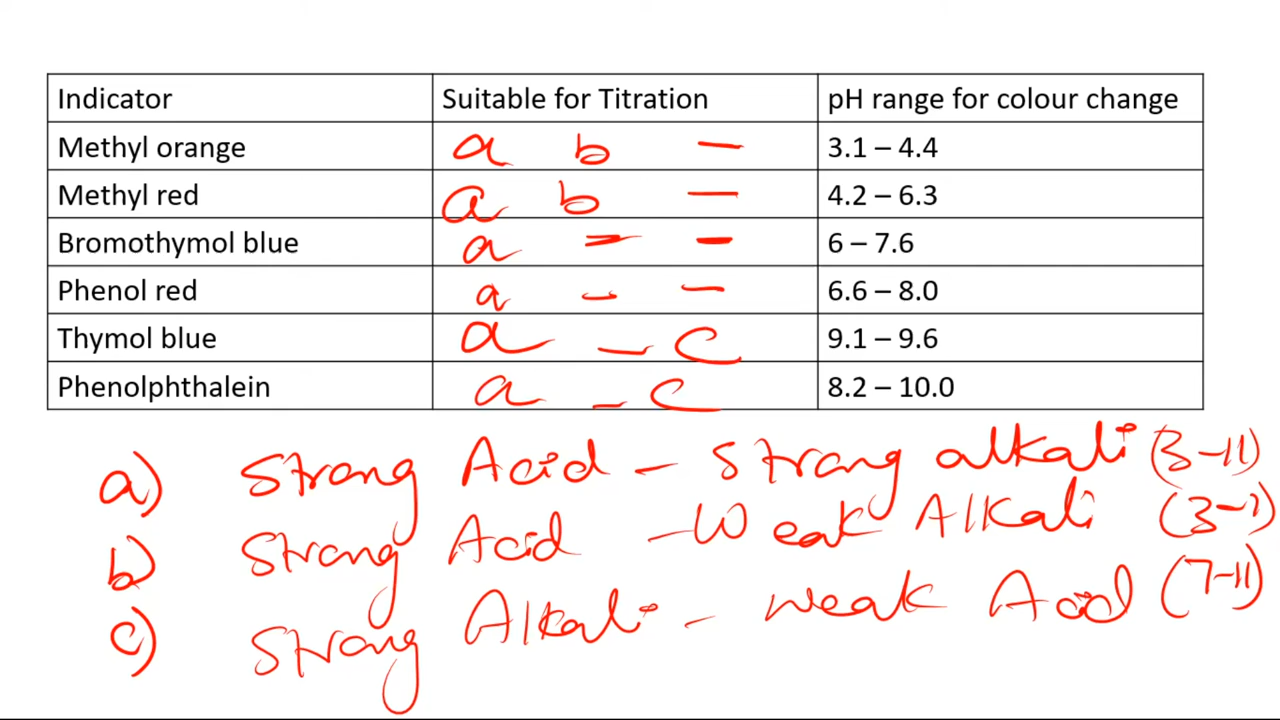 Indicator Suitable for Titration pH range for colour change
Methyl orange a b – 3.1 – 4.4
Methyl red a b – 4.2 – 6.3
Bromothymol blue a – – 6 – 7.6
Phenol red a – – 6.6 – 8.0
Thymol blue a – c 9.1 – 9.6
Phenolphthalein a – c 8.2 – 10.0
a) Strong Acid – strong alkali (3–11)
b) Strong Acid – Weak Alkali (3–7)
c) Strong Alkali – weak Acid (7–11)